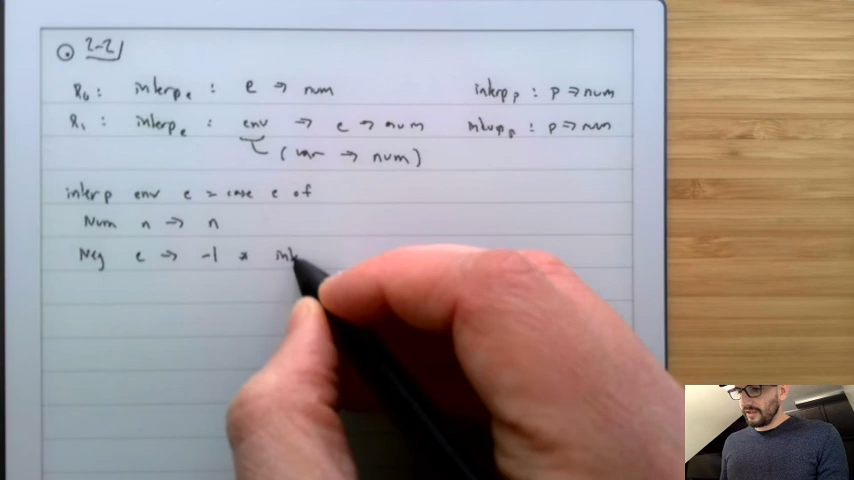 ⊙ 2-2/
R₀ : interpₑ : e → num interpₚ : p → num
R₁ : interpₑ : env → e → num interpₚ : p → num
(var → num)
interp env e = case e of
Num n → n
Neg e → -1 * int